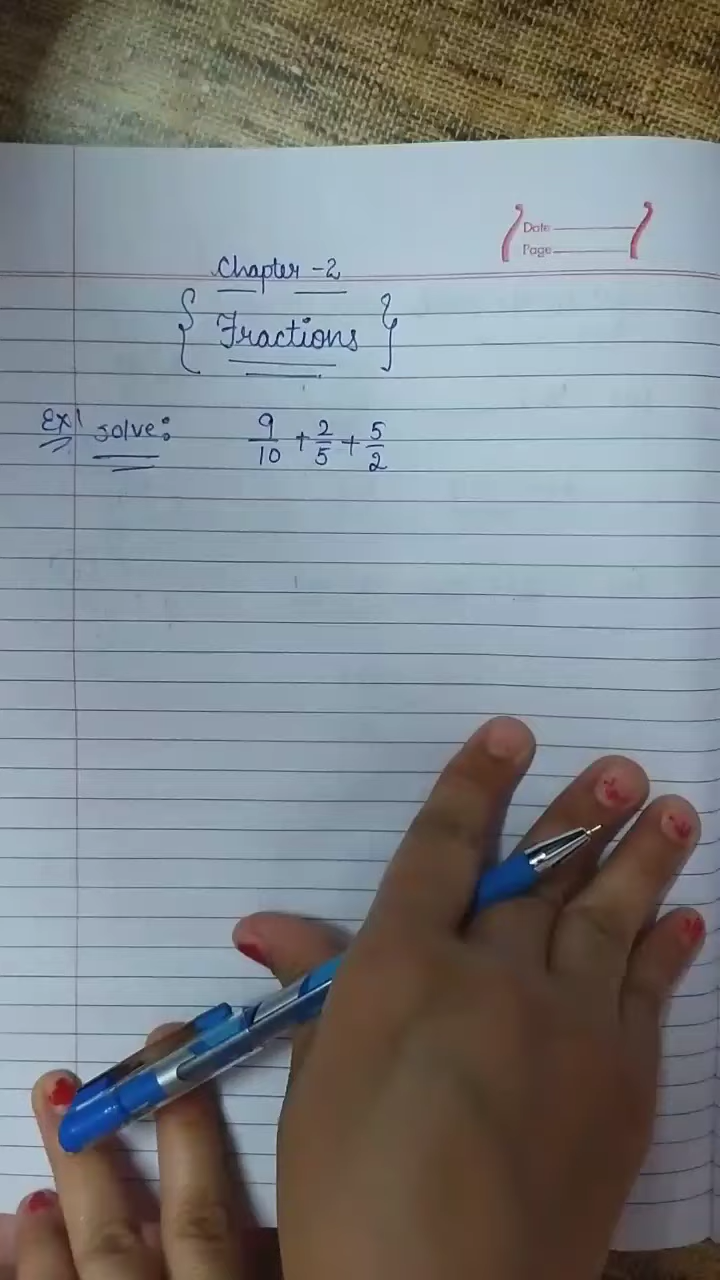 Date
Page
Chapter -2
{ Fractions }
Ex1 solve: 9/10 + 2/5 + 5/2